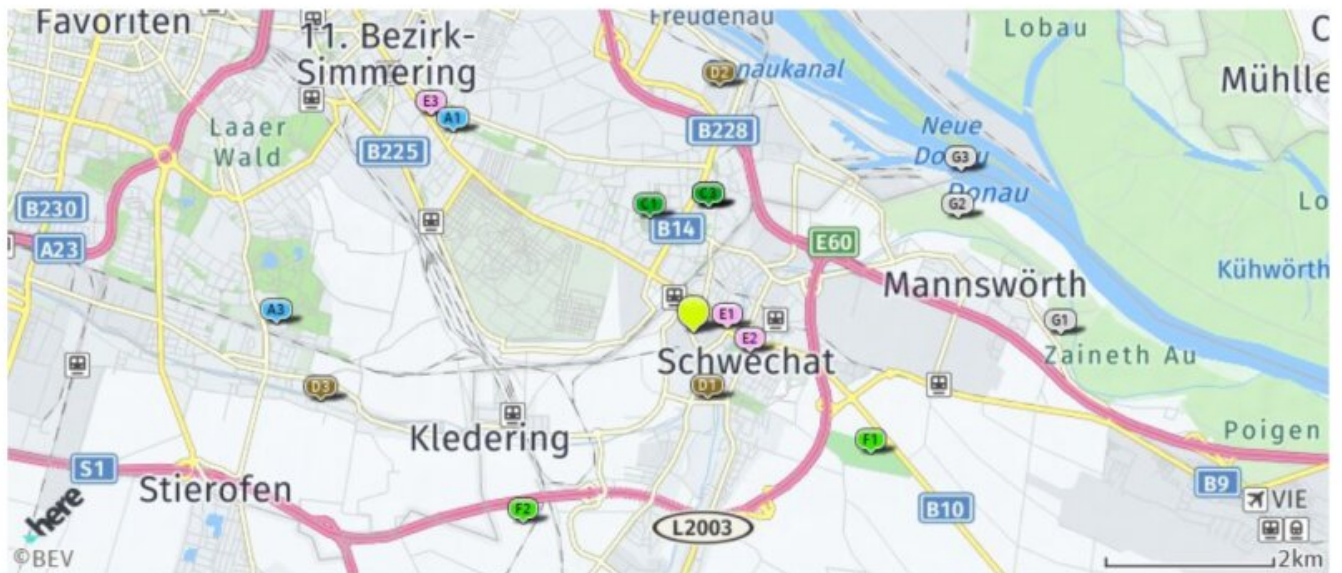 Favoriten
11. Bezirk-
Simmering
Freudenau
Lobau
C
Mühlle
D2
naukanal
E3
A1
B228
Laaer
Wald
B225
Neue
Donau
G3
Donau
G2
C1
C3
B14
B230
A23
E60
Lo
Kühwörth
Mannswörth
A3
E1
E2
G1
Zaineth Au
Schwechat
D3
D1
Kledering
F1
Poigen
S1
Stierofen
F2
L2003
B10
B9
VIE
here
©BEV
2km